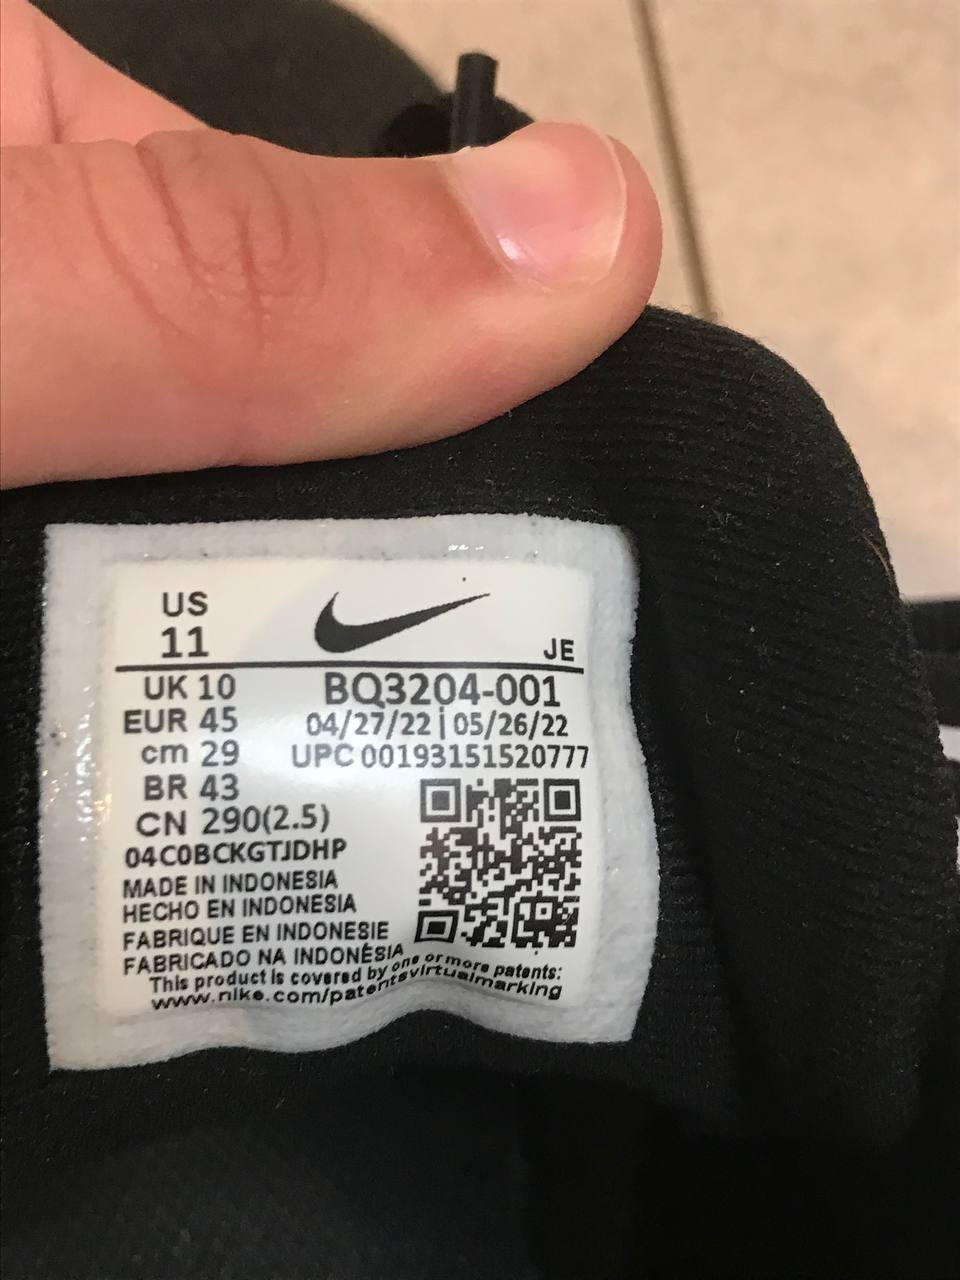 US
11
JE
UK 10
BQ3204-001
EUR 45
04/27/22 | 05/26/22
cm 29
UPC 00193151520777
BR 43
CN 290(2.5)
04C0BCKGTJDHP
MADE IN INDONESIA
HECHO EN INDONESIA
FABRIQUE EN INDONESIE
FABRICADO NA INDONÉSIA
This product is covered by one or more patents:
www.nike.com/patentsvirtualmarking